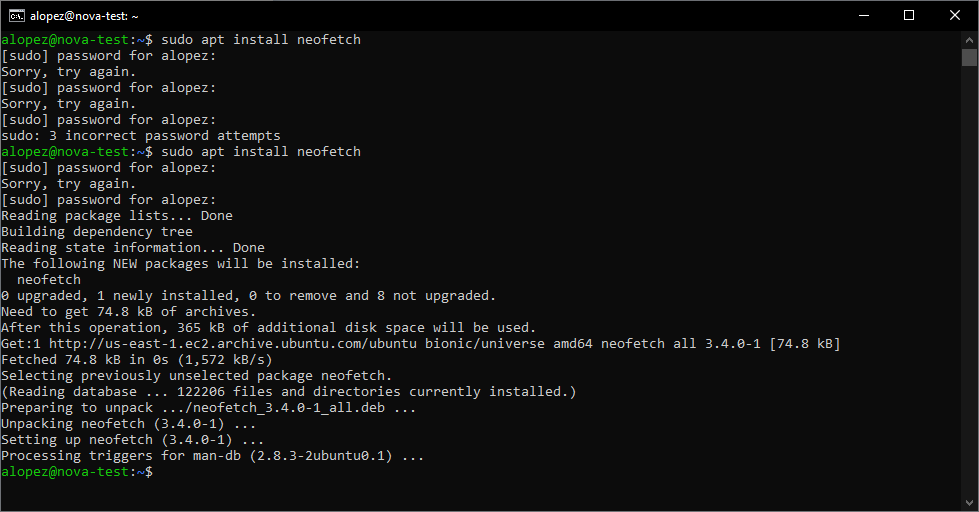 alopez@nova-test: ~
alopez@nova-test:~$ sudo apt install neofetch
[sudo] password for alopez:
Sorry, try again.
[sudo] password for alopez:
Sorry, try again.
[sudo] password for alopez:
sudo: 3 incorrect password attempts
alopez@nova-test:~$ sudo apt install neofetch
[sudo] password for alopez:
Sorry, try again.
[sudo] password for alopez:
Reading package lists... Done
Building dependency tree
Reading state information... Done
The following NEW packages will be installed:
  neofetch
0 upgraded, 1 newly installed, 0 to remove and 8 not upgraded.
Need to get 74.8 kB of archives.
After this operation, 365 kB of additional disk space will be used.
Get:1 http://us-east-1.ec2.archive.ubuntu.com/ubuntu bionic/universe amd64 neofetch all 3.4.0-1 [74.8 kB]
Fetched 74.8 kB in 0s (1,572 kB/s)
Selecting previously unselected package neofetch.
(Reading database ... 122206 files and directories currently installed.)
Preparing to unpack .../neofetch_3.4.0-1_all.deb ...
Unpacking neofetch (3.4.0-1) ...
Setting up neofetch (3.4.0-1) ...
Processing triggers for man-db (2.8.3-2ubuntu0.1) ...
alopez@nova-test:~$